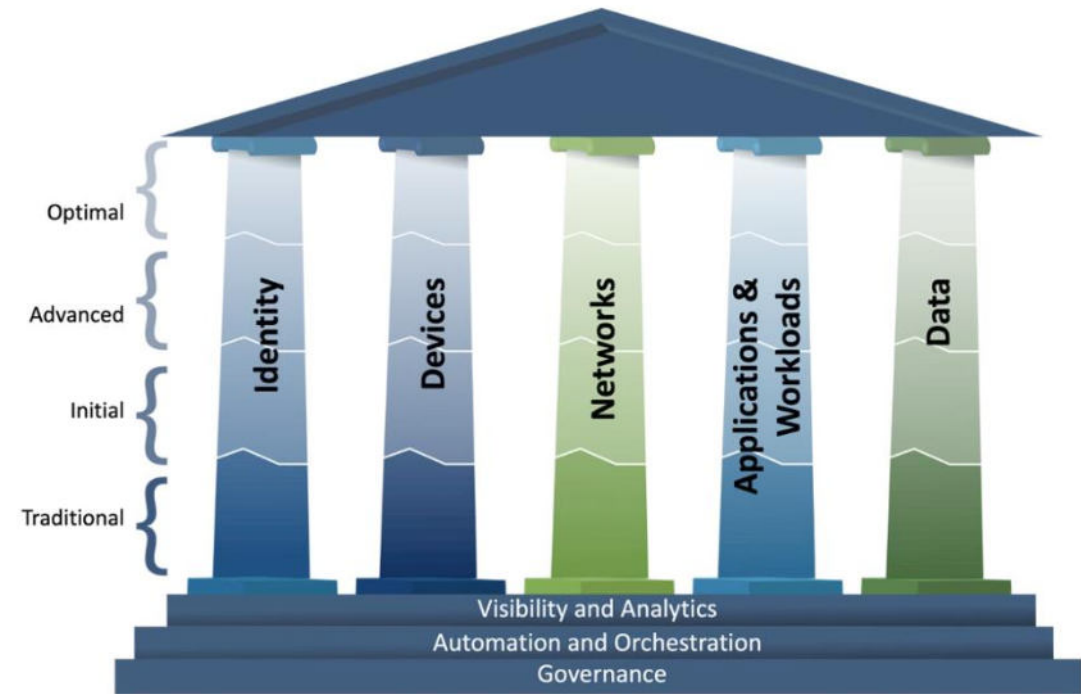 Optimal
Advanced
Initial
Traditional
Identity
Devices
Networks
Applications &
Workloads
Data
Visibility and Analytics
Automation and Orchestration
Governance